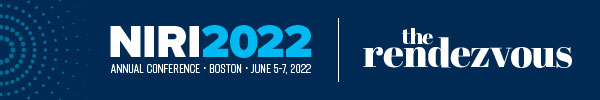 NIRI2022
ANNUAL CONFERENCE • BOSTON • JUNE 5-7, 2022
the
rendezvous